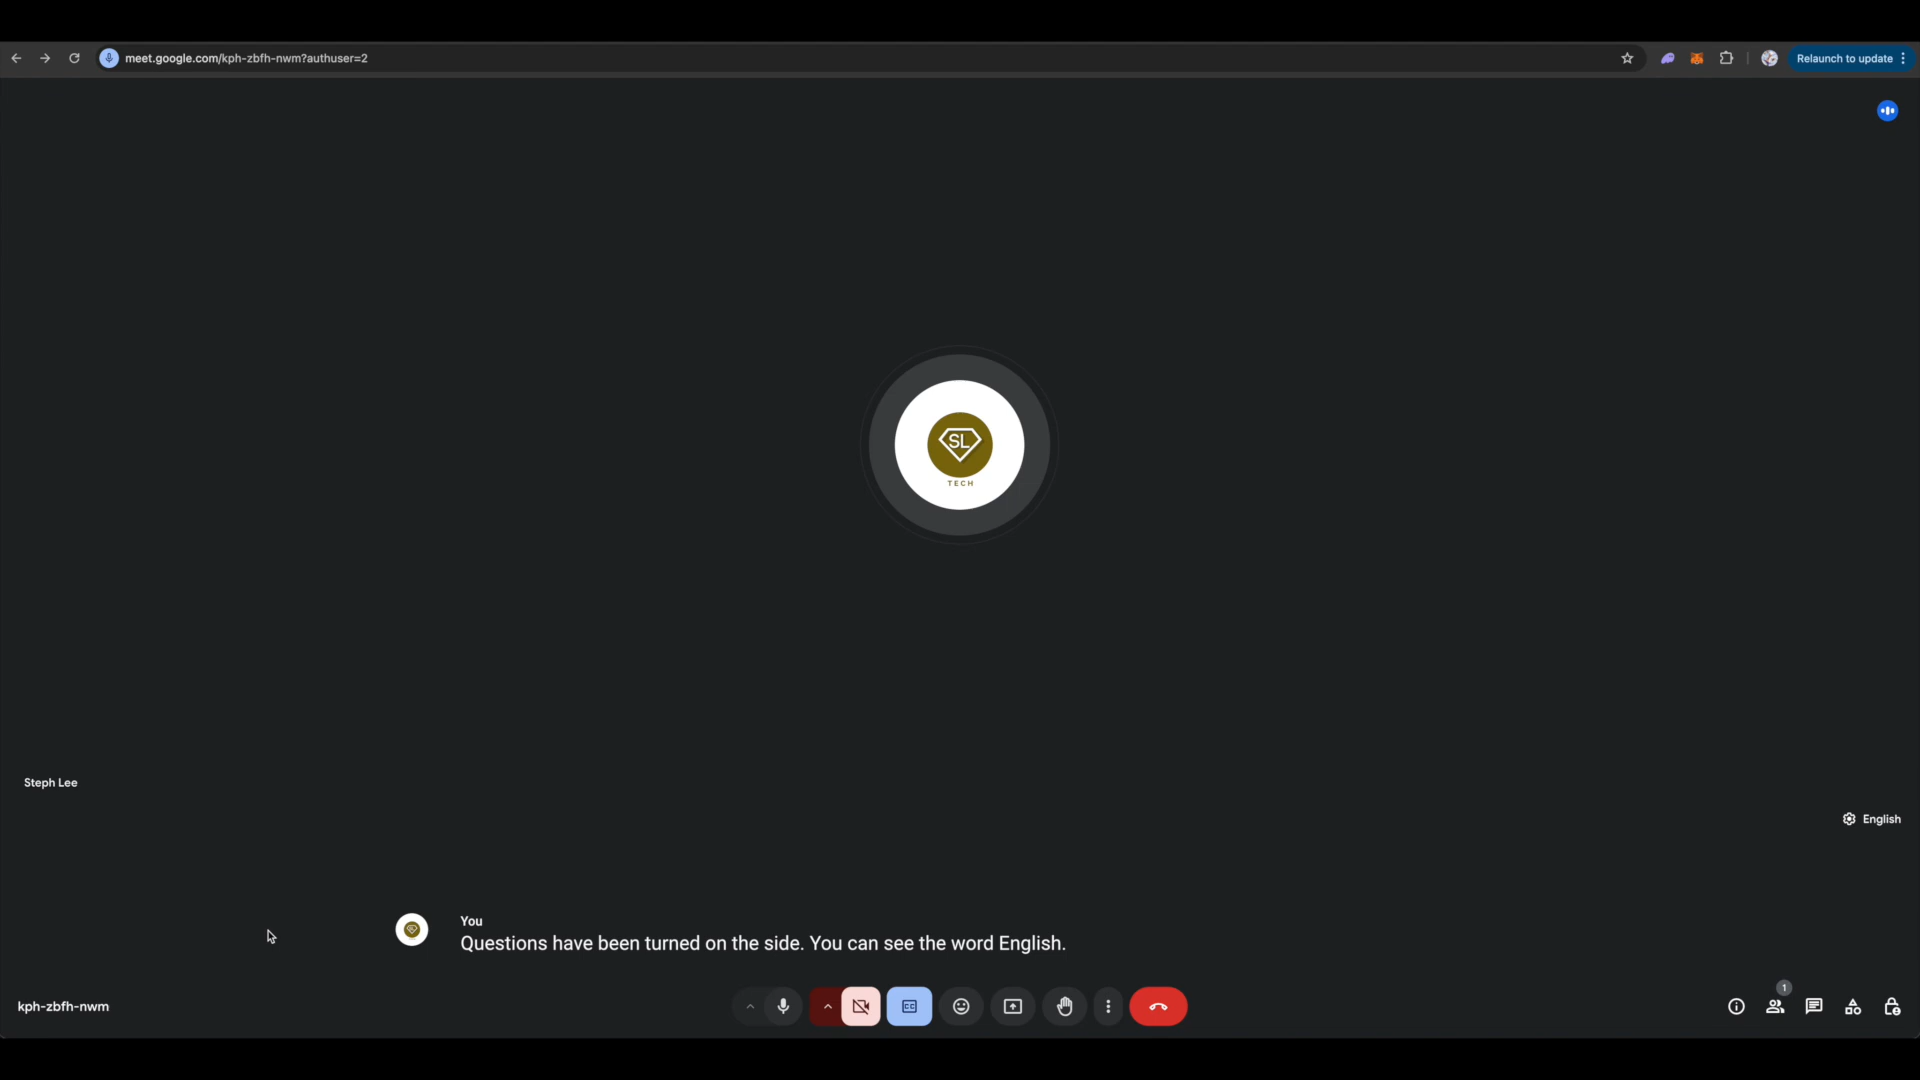 meet.google.com/kph-zbfh-nwm?authuser=2
Relaunch to update
SL
TECH
Steph Lee
English
You
Questions have been turned on the side. You can see the word English.
kph-zbfh-nwm
CC
1